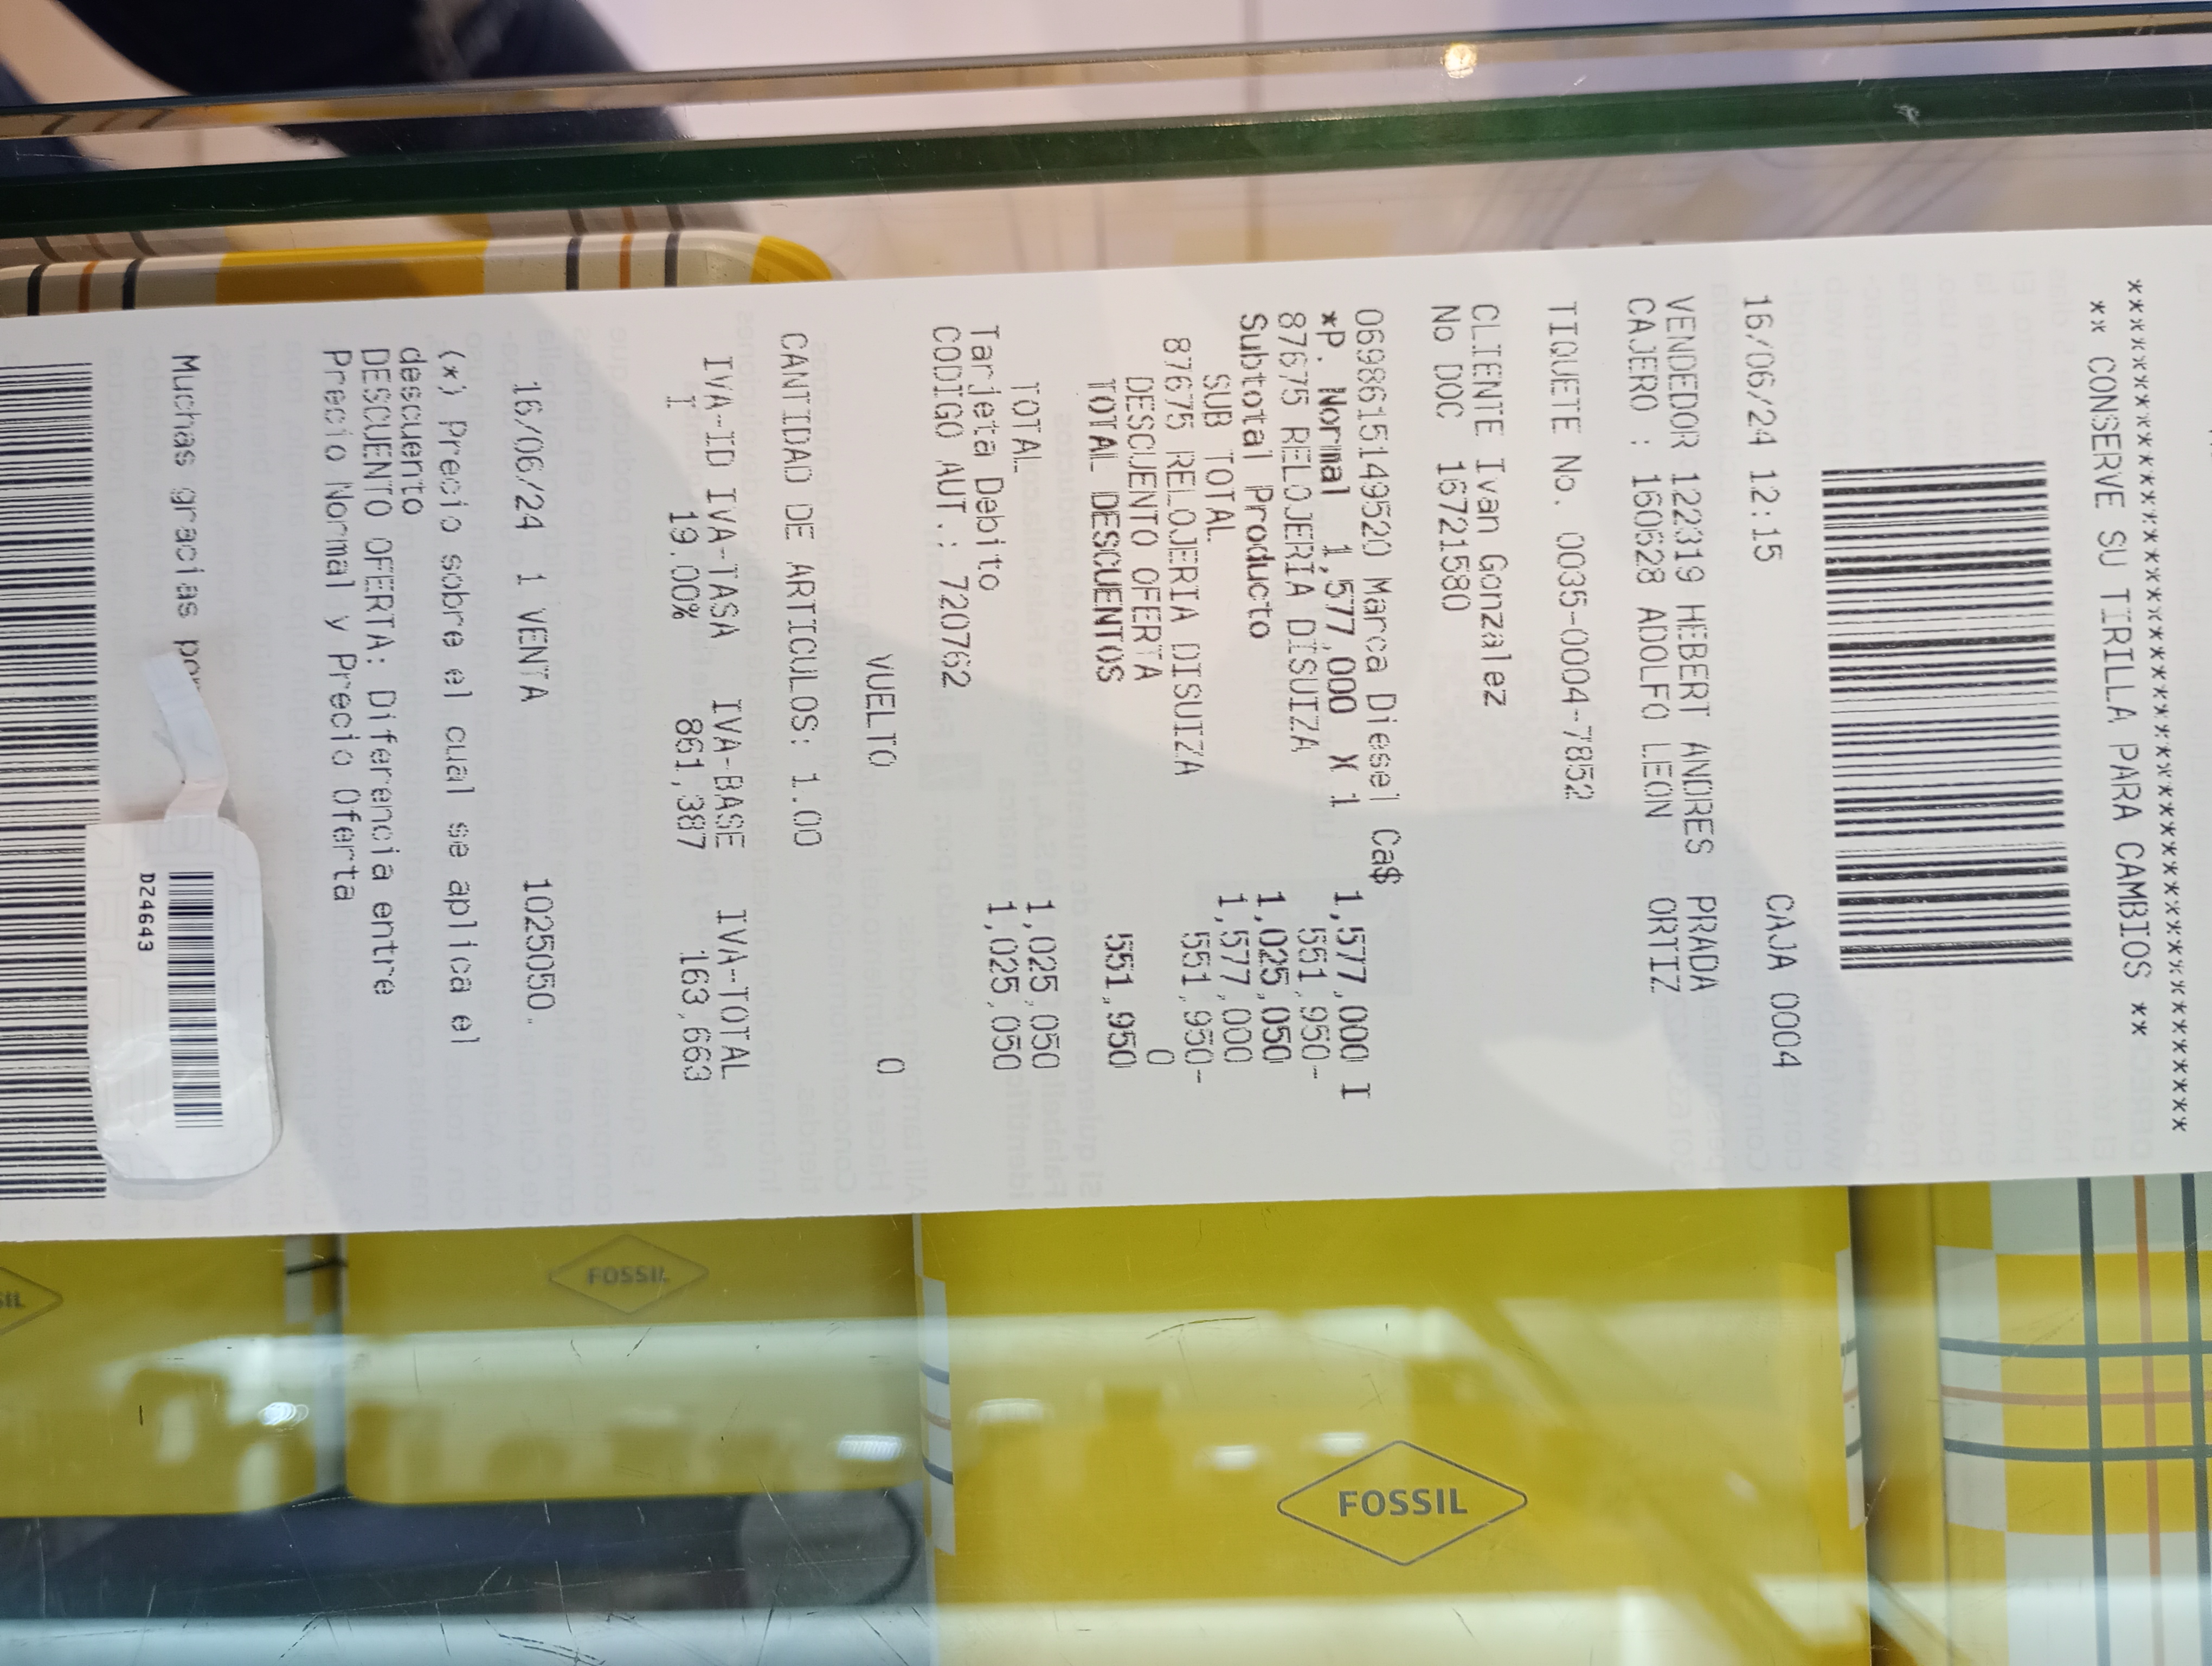 ********************************************
** CONSERVE SU TIRILLA PARA CAMBIOS **
16/06/24 12:15 CAJA 0004
VENDEDOR 122319 HEBERT ANDRES PRADA
CAJERO : 160528 ADOLFO LEON ORTIZ
TIQUETE No. 0035-0004-7852
CLIENTE Ivan Gonzalez
No DOC 16721580
0698615149520 Marca Diesel Ca$
*P. Normal 1,577,000 X 1 1,577,000 I
87675 RELOJERIA DISUIZA 551,950-
Subtotal Producto 1,025,050
SUB TOTAL 1,577,000
87675 RELOJERIA DISUIZA 551,950-
DESCUENTO OFERTA 0
TOTAL DESCUENTOS 551,950
TOTAL 1,025,050
Tarjeta Debito 1,025,050
CODIGO AUT.: 720762
VUELTO 0
CANTIDAD DE ARTICULOS: 1.00
IVA-ID IVA-TASA IVA-BASE IVA-TOTAL
I 19.00% 861,387 163,663
16/06/24 1 VENTA 1025050.
(*) Precio sobre el cual se aplica el
descuento
DESCUENTO OFERTA: Diferencia entre
Precio Normal y Precio Oferta
Muchas gracias por
DZ4643
FOSSIL
FOSSIL